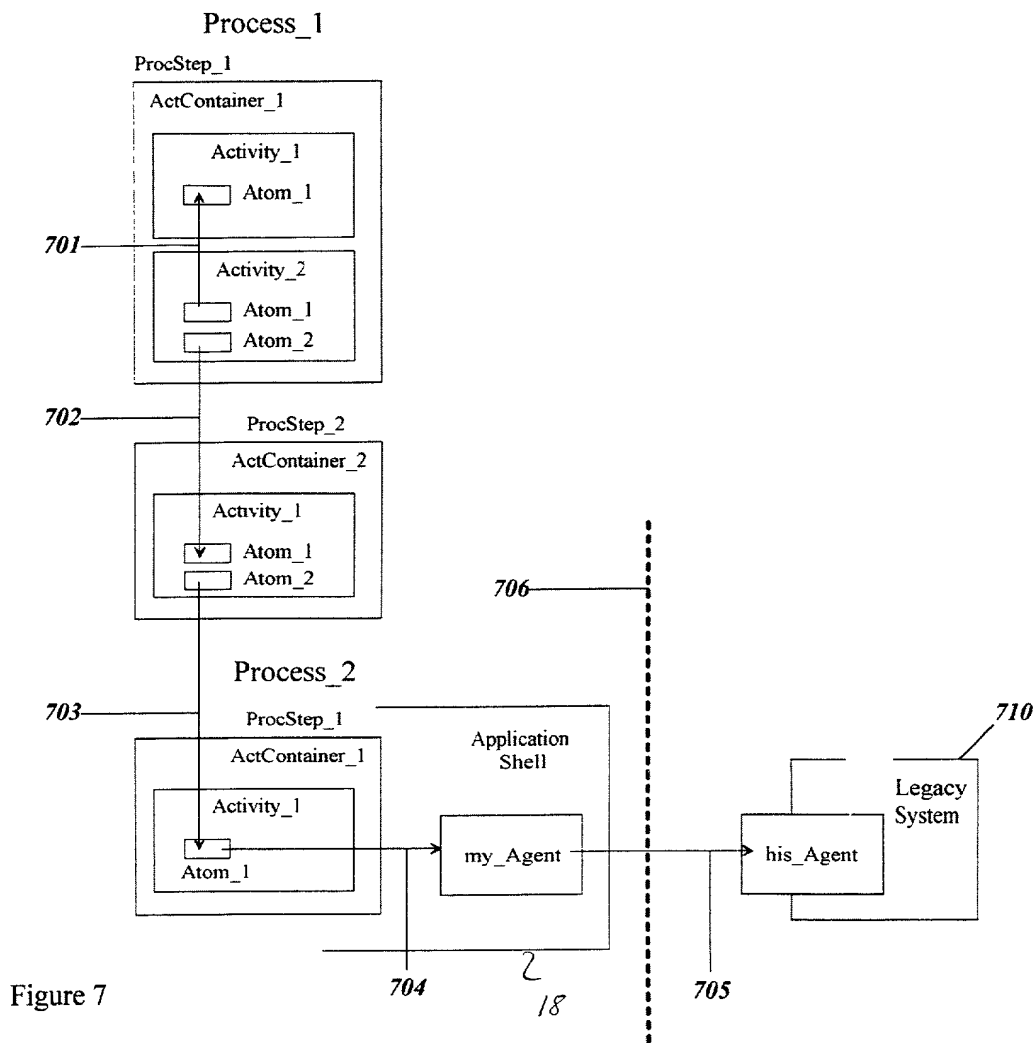 Process_1
ProcStep_1
ActContainer_1
Activity_1
Atom_1
701
Activity_2
Atom_1
Atom_2
702
ProcStep_2
ActContainer_2
Activity_1
Atom_1
Atom_2
706
Process_2
703
ProcStep_1
710
ActContainer_1
Application
Shell
Legacy
System
Activity_1
my_Agent
his_Agent
Atom_1
704
2
705
Figure 7
18